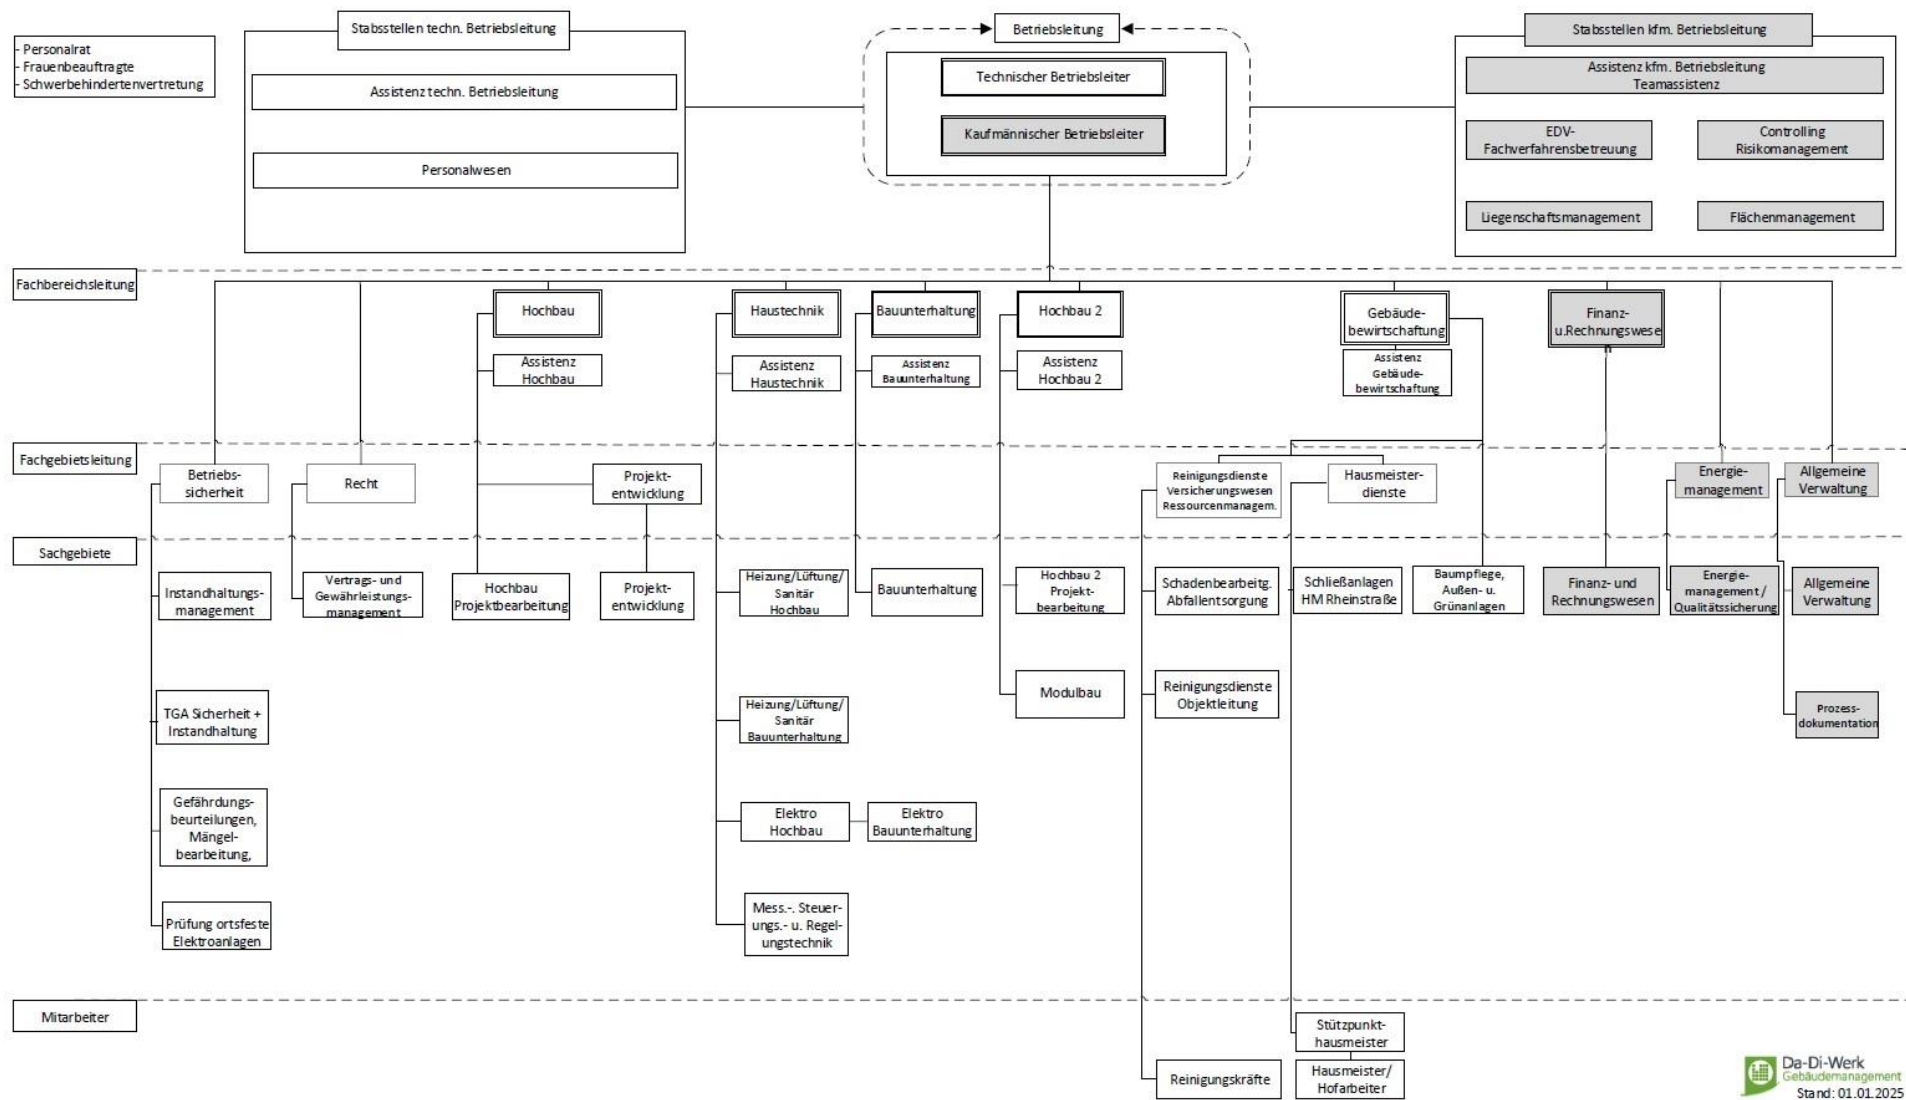 - Personalrat
- Frauenbeauftragte
- Schwerbehindertenvertretung
Stabsstellen techn. Betriebsleitung
Assistenz techn. Betriebsleitung
Personalwesen
Betriebsleitung
Technischer Betriebsleiter
Kaufmännischer Betriebsleiter
Stabsstellen kfm. Betriebsleitung
Assistenz kfm. Betriebsleitung
Teamassistenz
EDV-
Fachverfahrensbetreuung
Controlling
Risikomanagement
Liegenschaftsmanagement
Flächenmanagement
Fachbereichsleitung
Hochbau
Haustechnik
Bauunterhaltung
Hochbau 2
Gebäude-
bewirtschaftung
Finanz-
u.Rechnungswese
Assistenz
Hochbau
Assistenz
Haustechnik
Assistenz
Bauunterhaltung
Assistenz
Hochbau 2
Assistenz
Gebäude-
bewirtschaftung
Fachgebietsleitung
Betriebs-
sicherheit
Recht
Projekt-
entwicklung
Reinigungsdienste
Versicherungswesen
Ressourcenmanagem.
Hausmeister-
dienste
Energie-
management
Allgemeine
Verwaltung
Sachgebiete
Instandhaltungs-
management
Vertrags- und
Gewährleistungs-
management
Hochbau
Projektbearbeitung
Projekt-
entwicklung
Heizung/Lüftung/
Sanitär
Hochbau
Bauunterhaltung
Hochbau 2
Projekt-
bearbeitung
Schadenbearbeitg.
Abfallentsorgung
Schließanlagen
HM Rheinstraße
Baumpflege,
Außen- u.
Grünanlagen
Finanz- und
Rechnungswesen
Energie-
management /
Qualitätssicherung
Allgemeine
Verwaltung
TGA Sicherheit +
Instandhaltung
Heizung/Lüftung/
Sanitär
Bauunterhaltung
Modulbau
Reinigungsdienste
Objektleitung
Prozess-
dokumentation
Gefährdungs-
beurteilungen,
Mängel-
bearbeitung,
Elektro
Hochbau
Elektro
Bauunterhaltung
Prüfung ortsfeste
Elektroanlagen
Mess.-. Steuer-
ungs.- u. Regel-
ungstechnik
Mitarbeiter
Stützpunkt-
hausmeister
Reinigungskräfte
Hausmeister/
Hofarbeiter
Da-Di-Werk
Gebäudemanagement
Stand: 01.01.2025